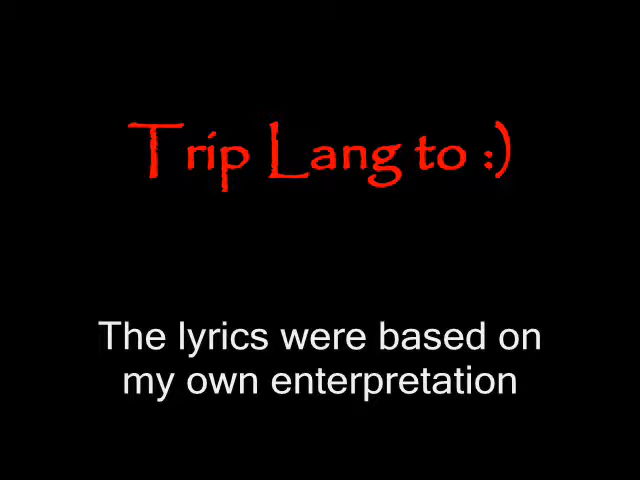 Trip Lang to :)
The lyrics were based on
my own enterpretation